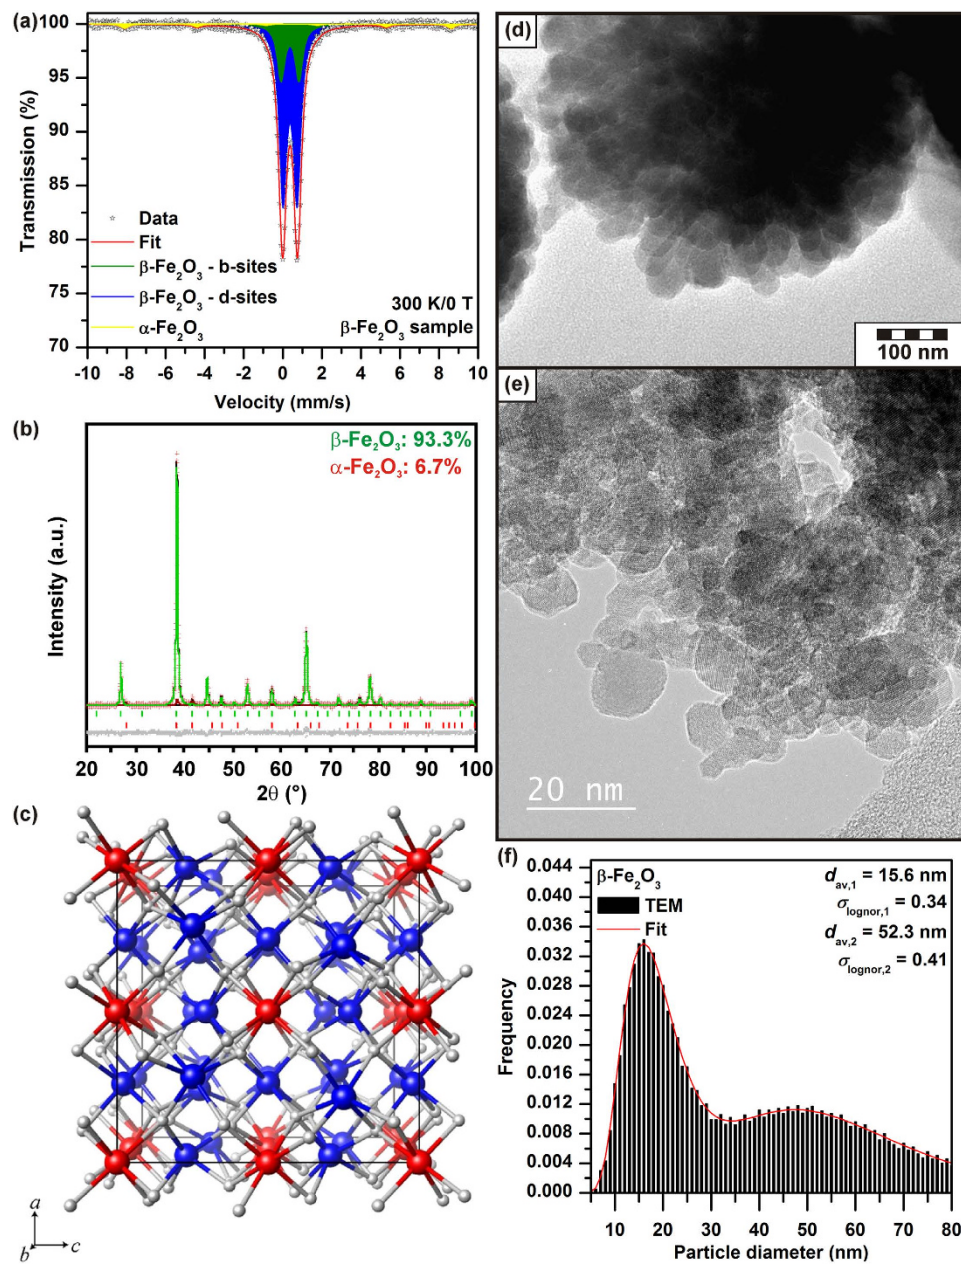 (a)
100
95
90
85
80
75
70
Transmission (%)
Data
Fit
β-Fe₂O₃ - b-sites
β-Fe₂O₃ - d-sites
α-Fe₂O₃
300 K/0 T
β-Fe₂O₃ sample
-10 -8 -6 -4 -2 0 2 4 6 8 10
Velocity (mm/s)
(b)
β-Fe₂O₃: 93.3%
α-Fe₂O₃: 6.7%
Intensity (a.u.)
20 30 40 50 60 70 80 90 100
2θ (°)
(c)
a
b
c
(d)
100 nm
(e)
20 nm
(f)
0.044
0.040
0.036
0.032
0.028
0.024
0.020
0.016
0.012
0.008
0.004
0.000
Frequency
β-Fe₂O₃
TEM
Fit
d av,1 = 15.6 nm
σ lognor,1 = 0.34
d av,2 = 52.3 nm
σ lognor,2 = 0.41
10 20 30 40 50 60 70 80
Particle diameter (nm)